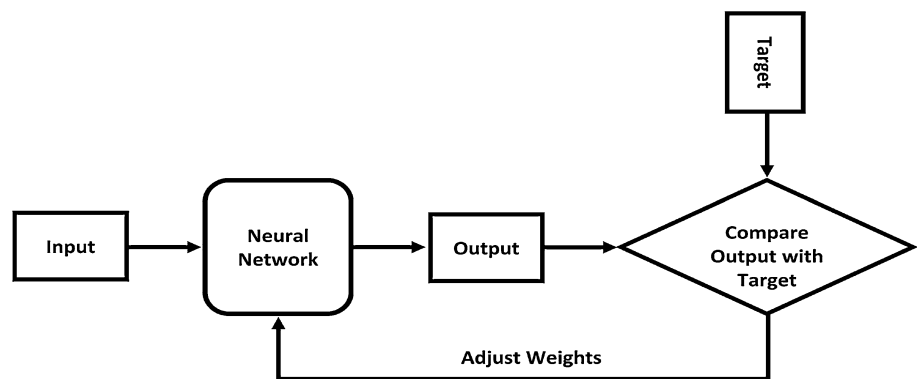 Target
Input
Neural
Network
Output
Compare
Output with
Target
Adjust Weights